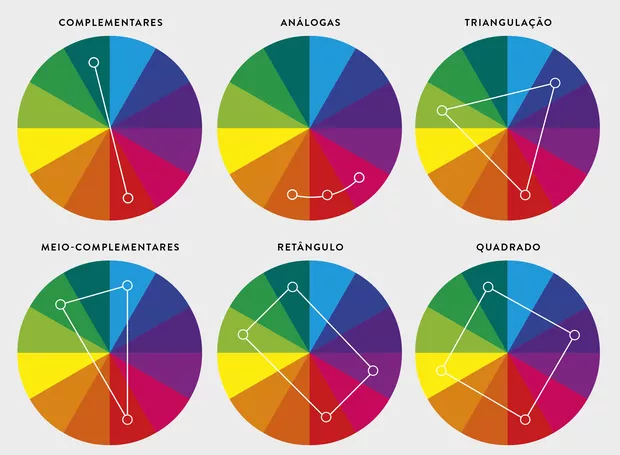 COMPLEMENTARES
ANÁLOGAS
TRIANGULAÇÃO
MEIO-COMPLEMENTARES
RETÂNGULO
QUADRADO